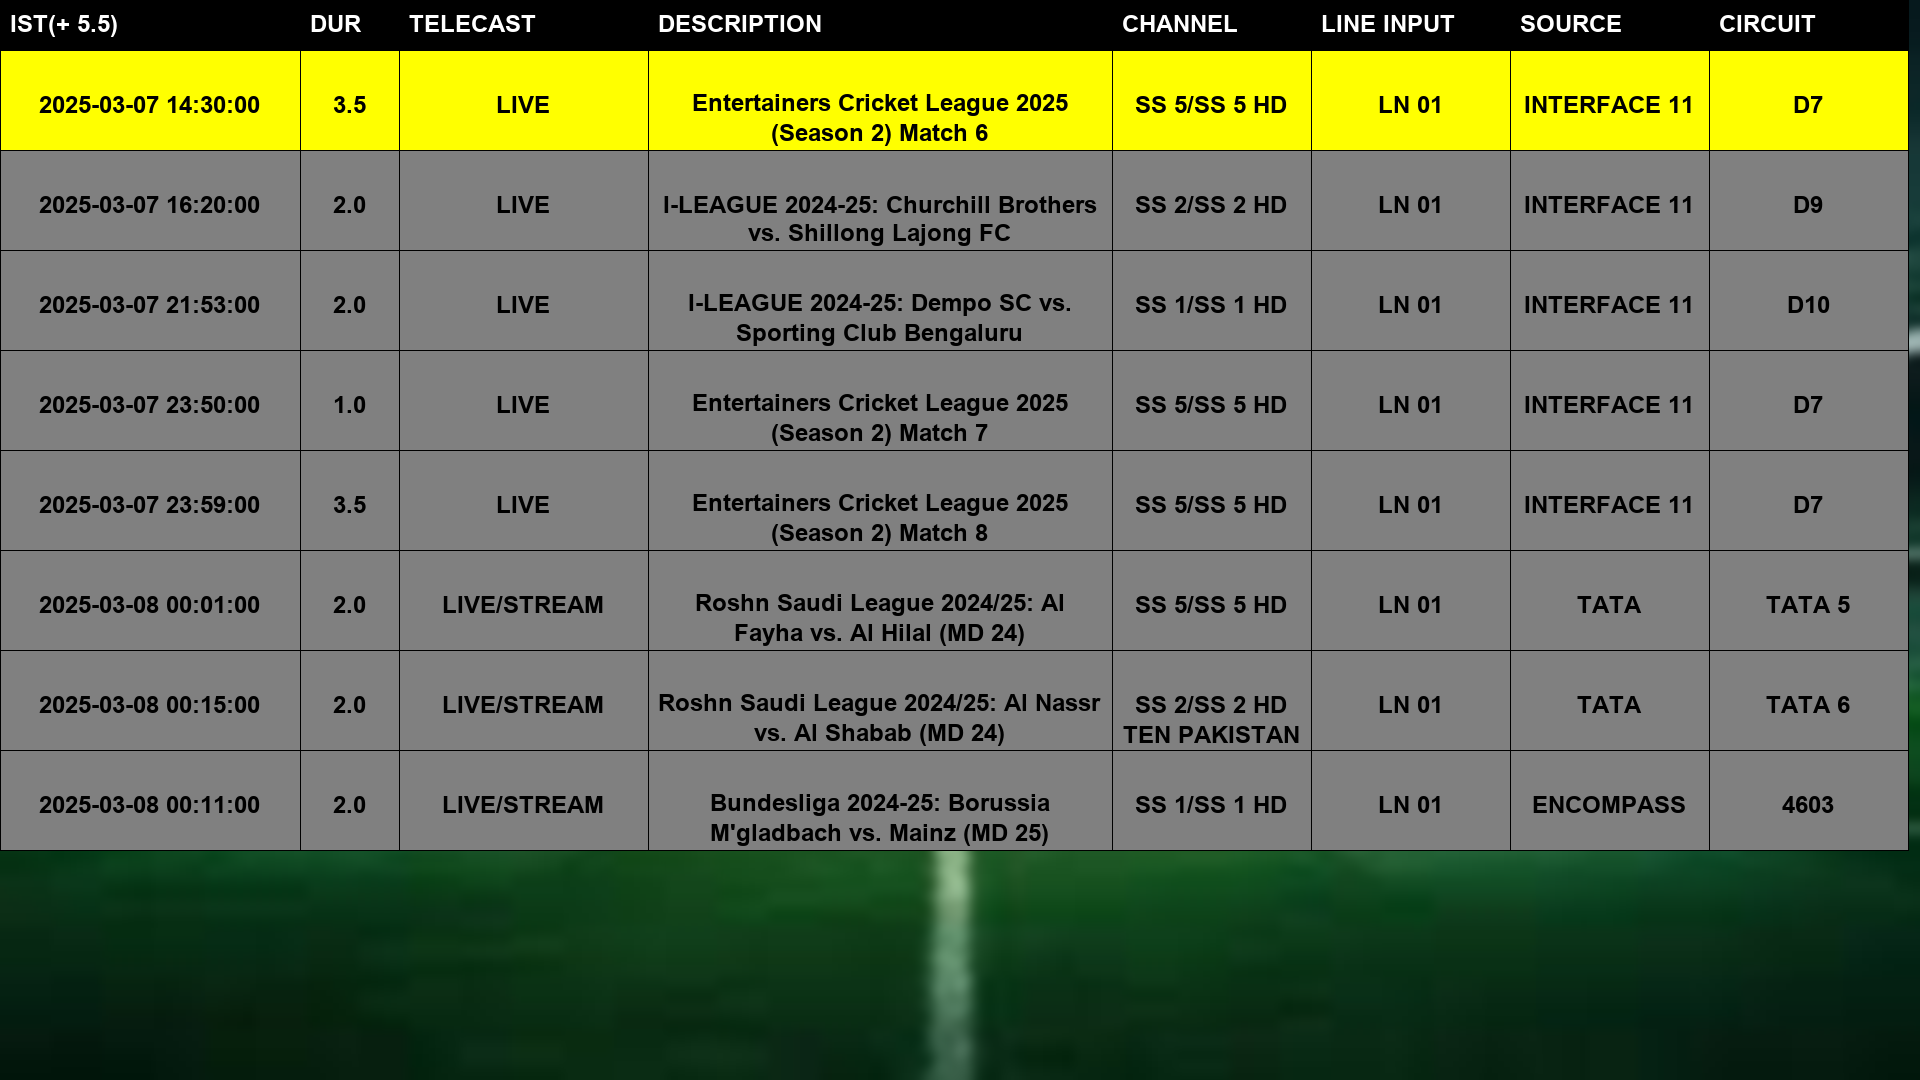 IST(+ 5.5) DUR TELECAST DESCRIPTION CHANNEL LINE INPUT SOURCE CIRCUIT
2025-03-07 14:30:00 3.5 LIVE Entertainers Cricket League 2025 SS 5/SS 5 HD LN 01 INTERFACE 11 D7
(Season 2) Match 6
2025-03-07 16:20:00 2.0 LIVE I-LEAGUE 2024-25: Churchill Brothers SS 2/SS 2 HD LN 01 INTERFACE 11 D9
vs. Shillong Lajong FC
2025-03-07 21:53:00 2.0 LIVE I-LEAGUE 2024-25: Dempo SC vs. SS 1/SS 1 HD LN 01 INTERFACE 11 D10
Sporting Club Bengaluru
2025-03-07 23:50:00 1.0 LIVE Entertainers Cricket League 2025 SS 5/SS 5 HD LN 01 INTERFACE 11 D7
(Season 2) Match 7
2025-03-07 23:59:00 3.5 LIVE Entertainers Cricket League 2025 SS 5/SS 5 HD LN 01 INTERFACE 11 D7
(Season 2) Match 8
2025-03-08 00:01:00 2.0 LIVE/STREAM Roshn Saudi League 2024/25: Al SS 5/SS 5 HD LN 01 TATA TATA 5
Fayha vs. Al Hilal (MD 24)
2025-03-08 00:15:00 2.0 LIVE/STREAM Roshn Saudi League 2024/25: Al Nassr SS 2/SS 2 HD LN 01 TATA TATA 6
vs. Al Shabab (MD 24) TEN PAKISTAN
2025-03-08 00:11:00 2.0 LIVE/STREAM Bundesliga 2024-25: Borussia SS 1/SS 1 HD LN 01 ENCOMPASS 4603
M'gladbach vs. Mainz (MD 25)